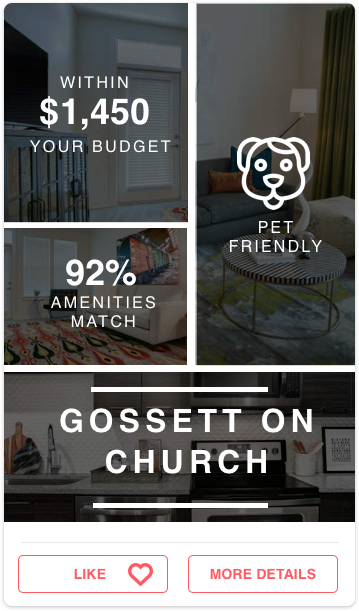 WITHIN
$1,450
YOUR BUDGET
PET
FRIENDLY
92%
AMENITIES
MATCH
GOSSETT ON
CHURCH
LIKE
MORE DETAILS